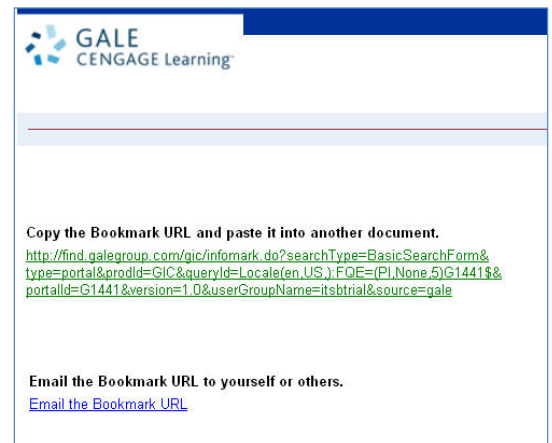 GALE
CENGAGE Learning™
Copy the Bookmark URL and paste it into another document.
http://find.galegroup.com/gic/infomark.do?searchType=BasicSearchForm&
type=portal&prodId=GIC&queryId=Locale(en,US,):FQE=(PI,None,5)G1441$&
portalId=G1441&version=1.0&userGroupName=itsbtrial&source=gale
Email the Bookmark URL to yourself or others.
Email the Bookmark URL